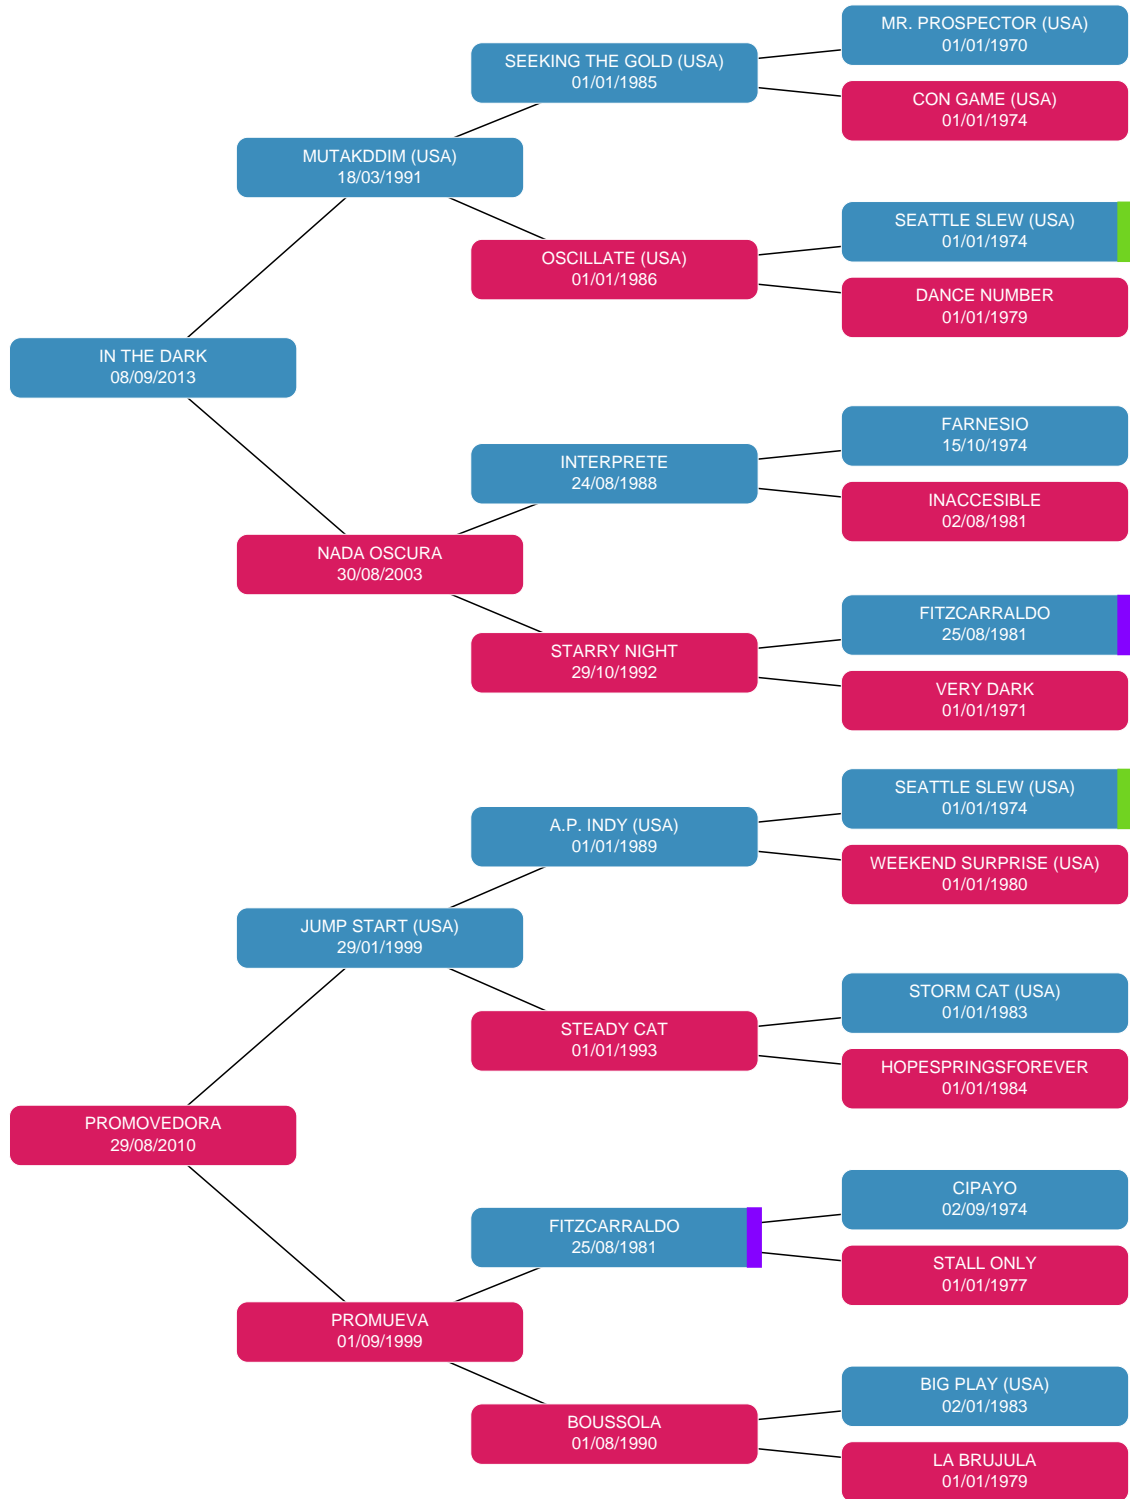 MR. PROSPECTOR (USA)
01/01/1970
SEEKING THE GOLD (USA)
01/01/1985
CON GAME (USA)
01/01/1974
MUTAKDDIM (USA)
18/03/1991
SEATTLE SLEW (USA)
01/01/1974
OSCILLATE (USA)
01/01/1986
DANCE NUMBER
01/01/1979
IN THE DARK
08/09/2013
FARNESIO
15/10/1974
INTERPRETE
24/08/1988
INACCESIBLE
02/08/1981
NADA OSCURA
30/08/2003
FITZCARRALDO
25/08/1981
STARRY NIGHT
29/10/1992
VERY DARK
01/01/1971
SEATTLE SLEW (USA)
01/01/1974
A.P. INDY (USA)
01/01/1989
WEEKEND SURPRISE (USA)
01/01/1980
JUMP START (USA)
29/01/1999
STORM CAT (USA)
01/01/1983
STEADY CAT
01/01/1993
HOPESPRINGSFOREVER
01/01/1984
PROMOVEDORA
29/08/2010
CIPAYO
02/09/1974
FITZCARRALDO
25/08/1981
STALL ONLY
01/01/1977
PROMUEVA
01/09/1999
BIG PLAY (USA)
02/01/1983
BOUSSOLA
01/08/1990
LA BRUJULA
01/01/1979